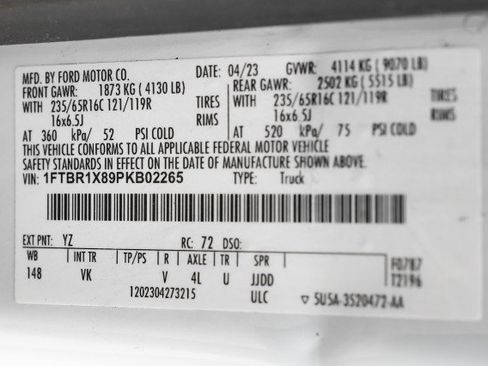 MFD. BY FORD MOTOR CO. DATE: 04/23 GVWR: 4114 KG ( 9070 LB)
FRONT GAWR: 1873 KG ( 4130 LB) REAR GAWR: 2502 KG ( 5515 LB)
WITH 235/65R16C 121/119R TIRES WITH 235/65R16C 121/119R TIRES
16x6.5J RIMS 16x6.5J RIMS
AT 360 kPa/ 52 PSI COLD AT 520 kPa/ 75 PSI COLD
THIS VEHICLE CONFORMS TO ALL APPLICABLE FEDERAL MOTOR VEHICLE
SAFETY STANDARDS IN EFFECT ON THE DATE OF MANUFACTURE SHOWN ABOVE.
VIN: 1FTBR1X89PKB02265 TYPE: Truck
EXT PNT: YZ RC: 72 DSO:
WB INT TR TP/PS R AXLE TR SPR F0787
148 VK V 4L U JJDD T2196
1202304273215 ULC ▽ 5U5A-3520472-AA